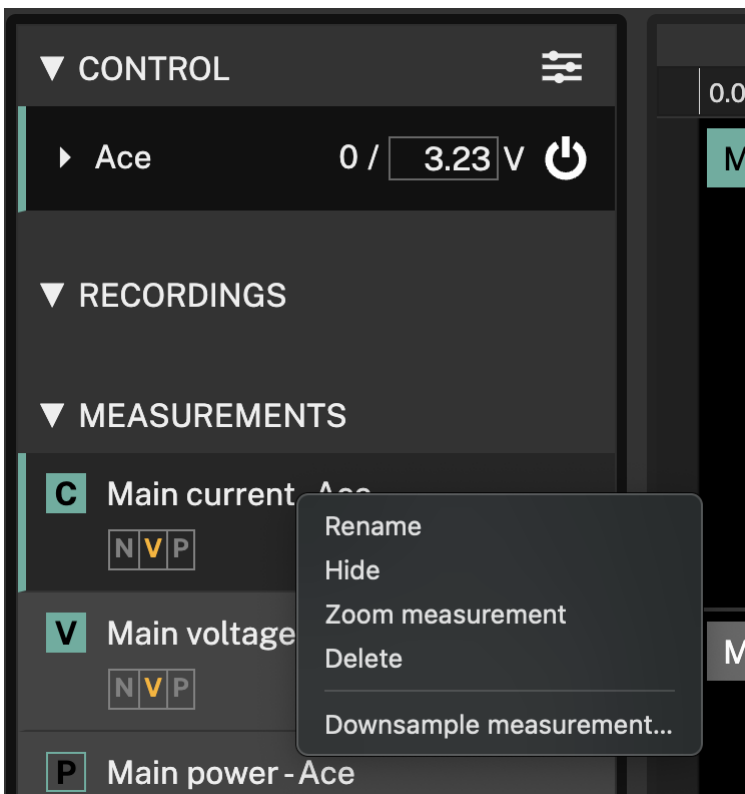 ▼ CONTROL
Ace 0 / 3.23 V
0.0
M
▼ RECORDINGS
▼ MEASUREMENTS
C Main current - Ace
N V P
Rename
Hide
Zoom measurement
Delete
Downsample measurement...
V Main voltage
N V P
M
P Main power - Ace